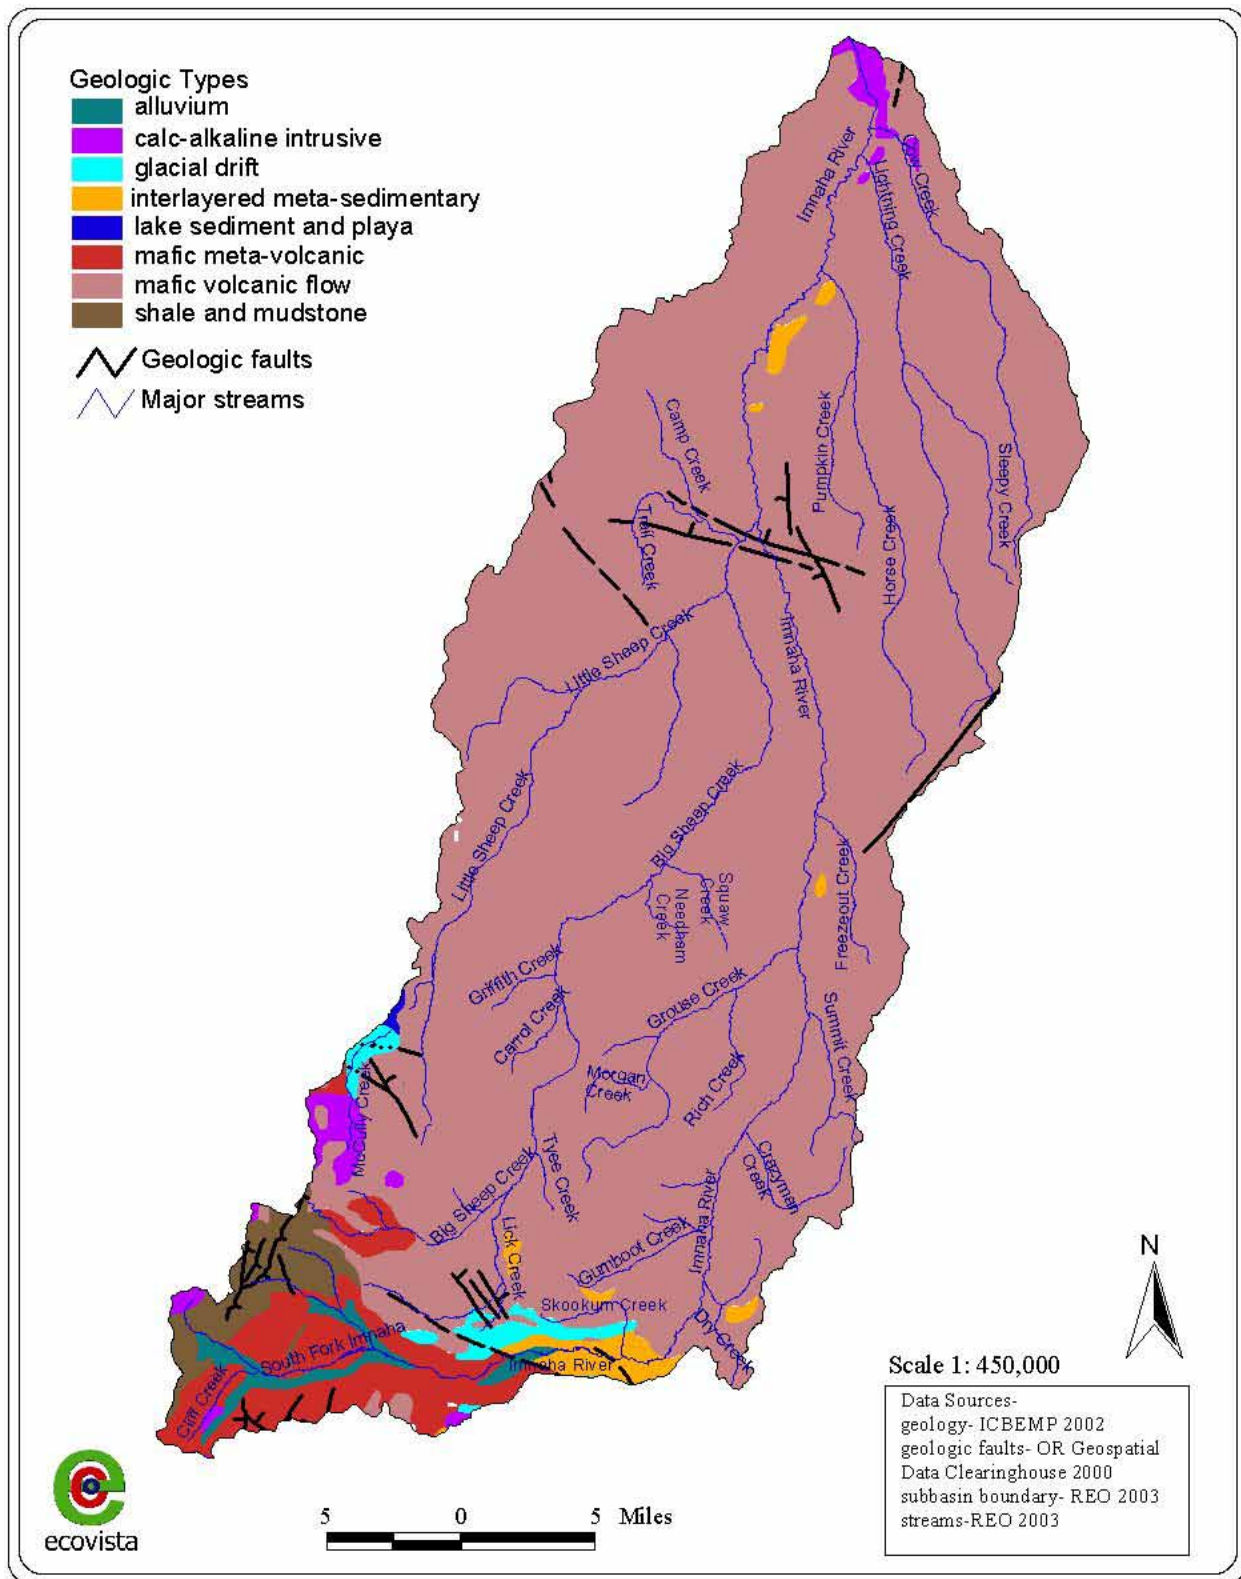 Geologic Types
alluvium
calc-alkaline intrusive
glacial drift
interlayered meta-sedimentary
lake sediment and playa
mafic meta-volcanic
mafic volcanic flow
shale and mudstone
Geologic faults
Major streams
Imnaha River
Cow Creek
Lightning Creek
Camp Creek
Pumpkin Creek
Sleepy Creek
Trail Creek
Horse Creek
Little Sheep Creek
Imnaha River
Big Sheep Creek
Little Sheep Creek
Squaw
Creek
Needham
Creek
Freezeout Creek
Griffith Creek
Grouse Creek
Carrol Creek
Summit Creek
Morgan
Creek
Rich Creek
McCully Creek
Tyee Creek
Crazyman
Creek
Big Sheep Creek
Lick Creek
Imnaha River
Gumboot Creek
Skookum Creek
Dry Creek
South Fork Imnaha
Imnaha River
Cliff Creek
N
Scale 1: 450,000
Data Sources-
geology- ICBEMP 2002
geologic faults- OR Geospatial
Data Clearinghouse 2000
subbasin boundary- REO 2003
streams-REO 2003
ecovista
5 0 5 Miles